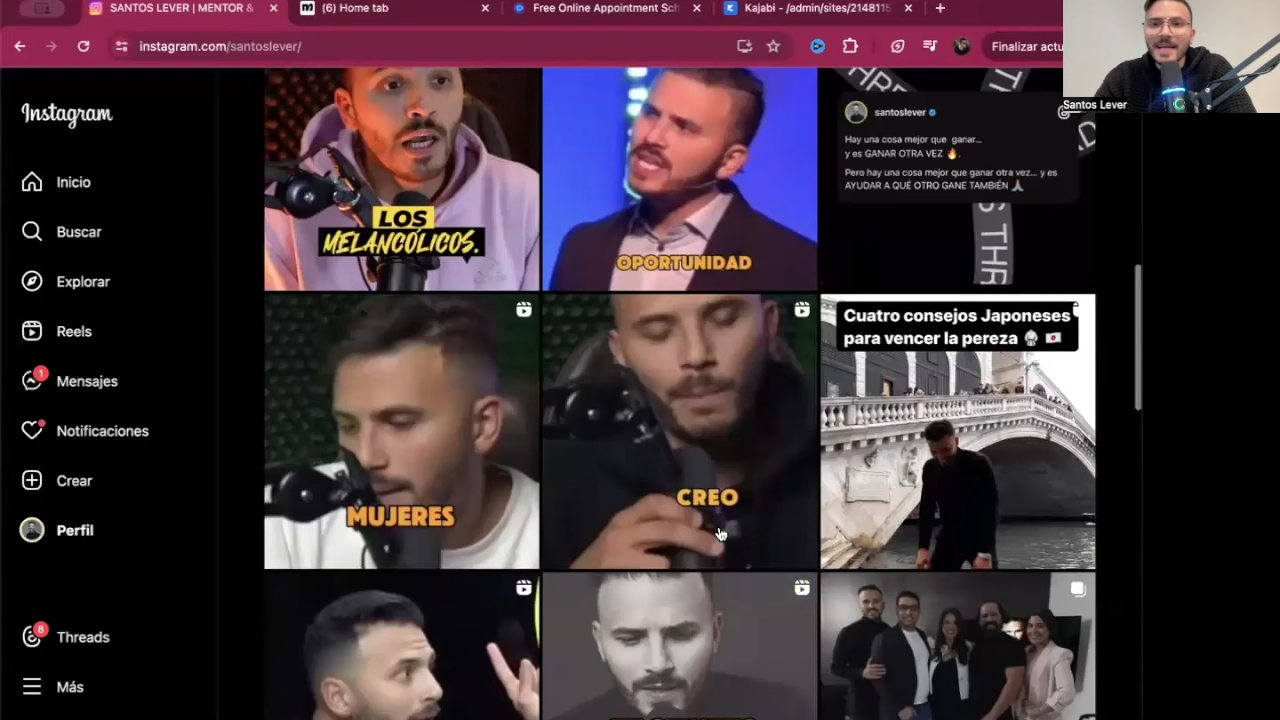 SANTOS LEVER | MENTOR &
(6) Home tab
Free Online Appointment Sch
Kajabi - /admin/sites/2148115
instagram.com/santoslever/
Finalizar actu
Santos Lever
Instagram
Inicio
Buscar
Explorar
Reels
1
Mensajes
Notificaciones
Crear
Perfil
8
Threads
Más
LOS
MELANCÓLICOS.
OPORTUNIDAD
santoslever
Hay una cosa mejor que ganar...
y es GANAR OTRA VEZ 🔥.
Pero hay una cosa mejor que ganar otra vez... y es
AYUDAR A QUÉ OTRO GANE TAMBIÉN 🙏🏽
MUJERES
CREO
Cuatro consejos Japoneses
para vencer la pereza